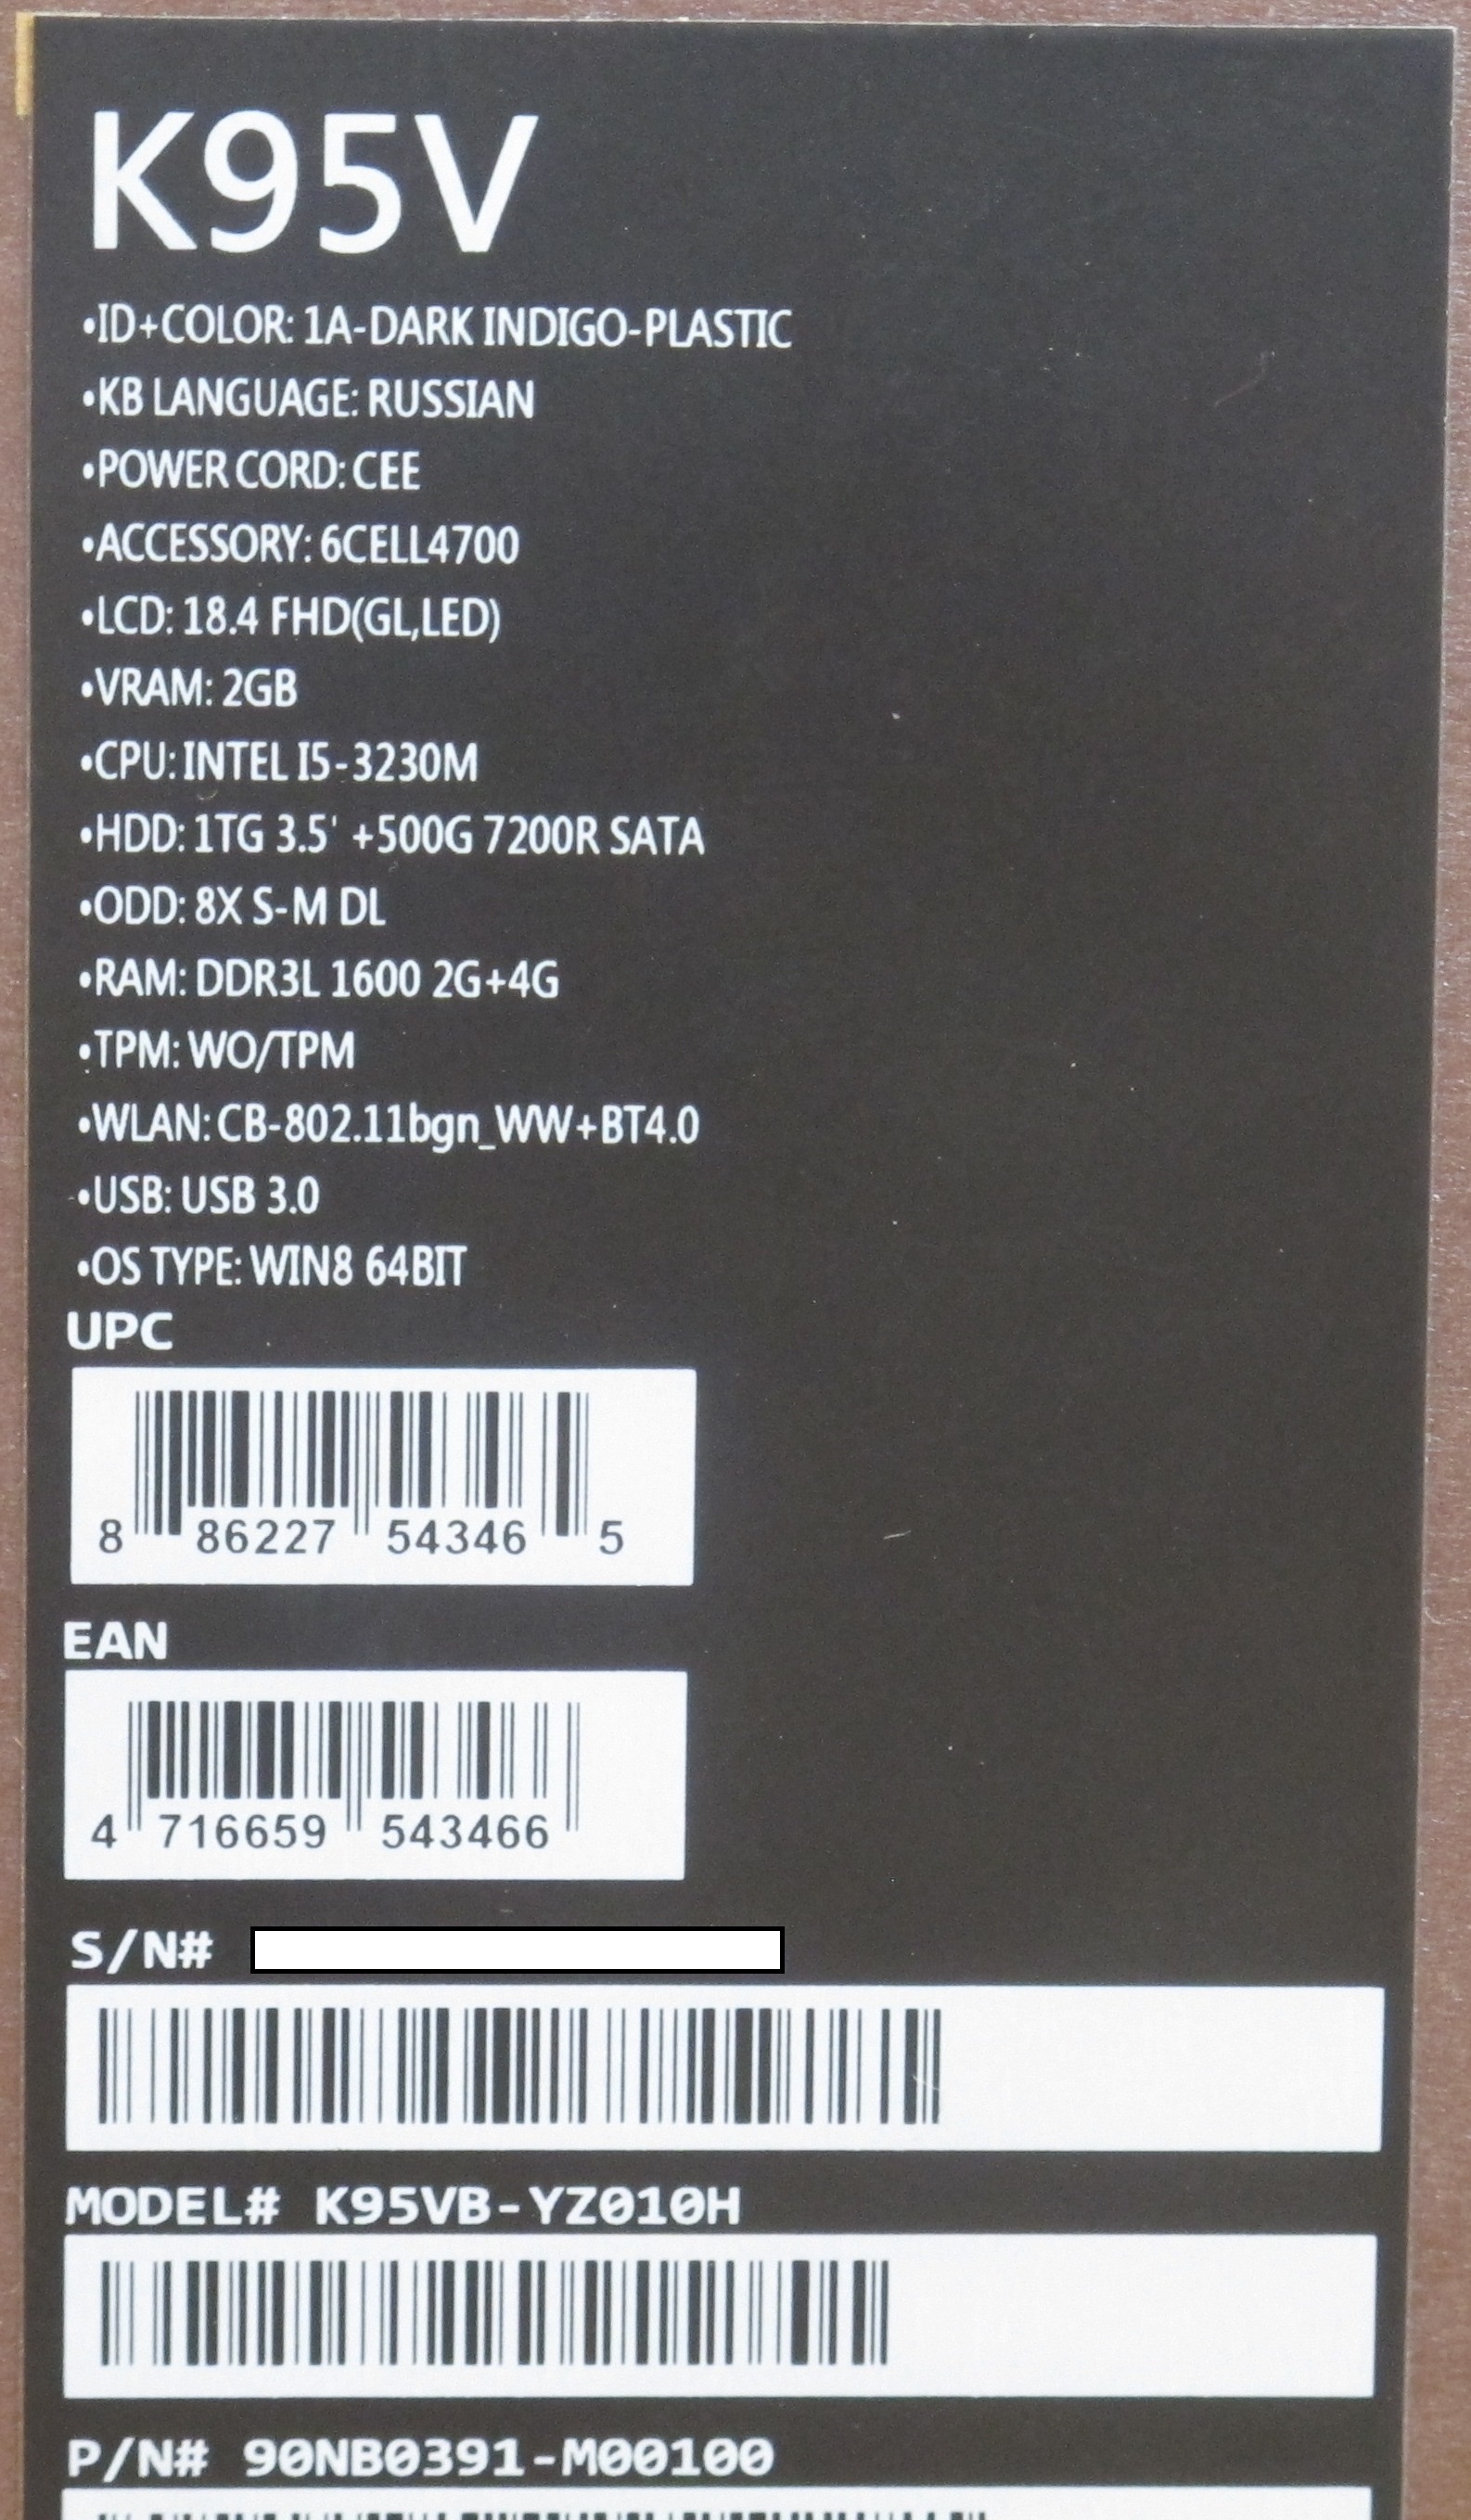 K95V
•ID+COLOR: 1A-DARK INDIGO-PLASTIC
•KB LANGUAGE: RUSSIAN
•POWER CORD: CEE
•ACCESSORY: 6CELL4700
•LCD: 18.4 FHD(GL,LED)
•VRAM: 2GB
•CPU: INTEL I5-3230M
•HDD: 1TG 3.5' +500G 7200R SATA
•ODD: 8X S-M DL
•RAM: DDR3L 1600 2G+4G
•TPM: WO/TPM
•WLAN: CB-802.11bgn_WW+BT4.0
•USB: USB 3.0
•OS TYPE: WIN8 64BIT
UPC
8 86227 54346 5
EAN
4 716659 543466
S/N#
MODEL# K95VB-YZ010H
P/N# 90NB0391-M00100